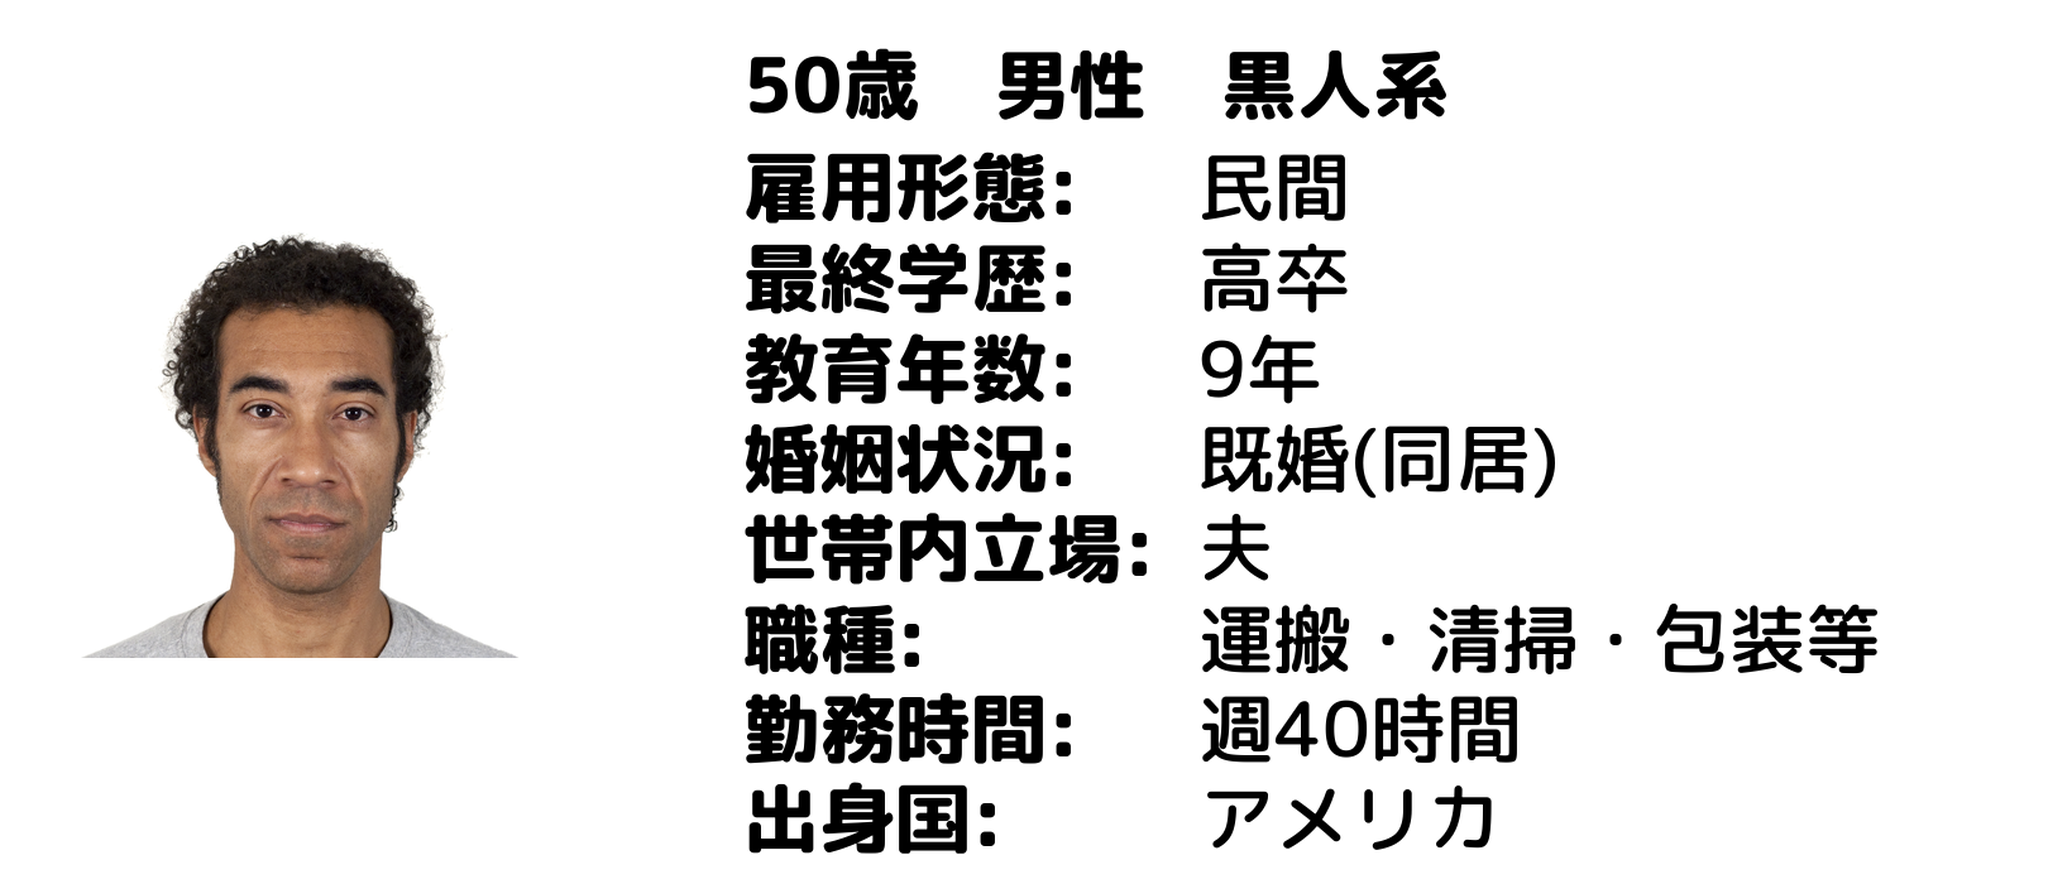 50歳　男性　黒人系
雇用形態: 民間
最終学歴: 高卒
教育年数: 9年
婚姻状況: 既婚(同居)
世帯内立場: 夫
職種: 運搬・清掃・包装等
勤務時間: 週40時間
出身国: アメリカ